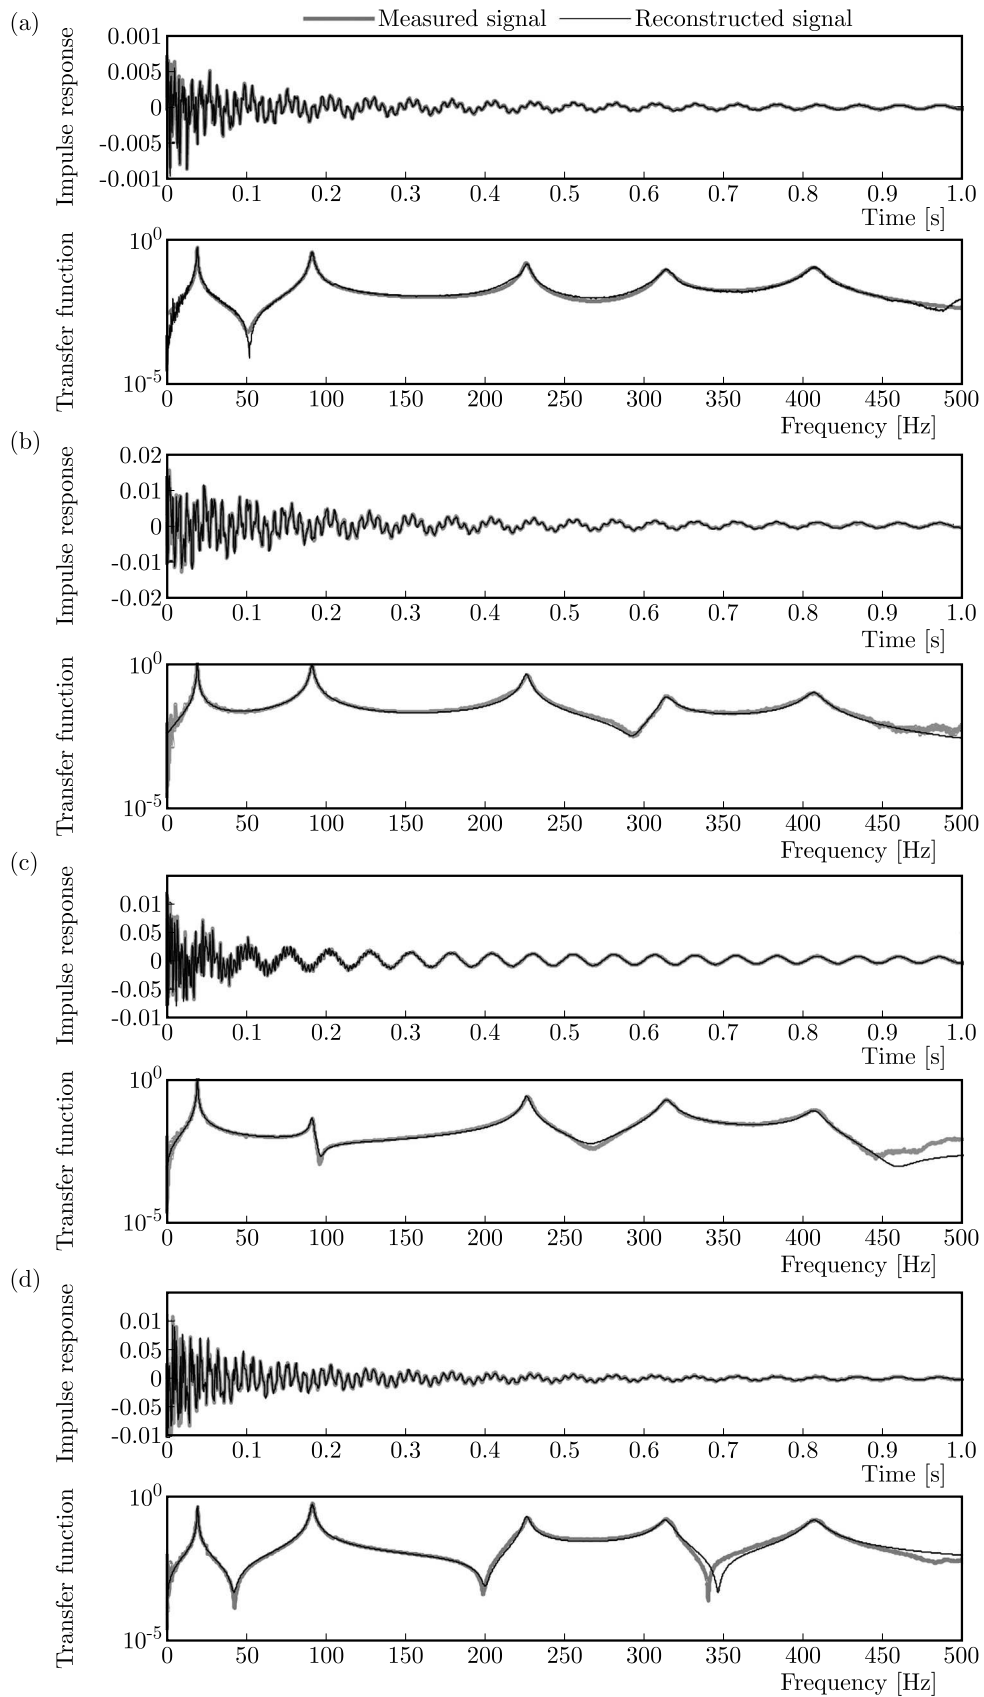 (a)
Measured signal
Reconstructed signal
Impulse response
0.001
0.005
0
-0.005
-0.001
0 0.1 0.2 0.3 0.4 0.5 0.6 0.7 0.8 0.9 1.0
Time [s]
Transfer function
10^0
10^-5
0 50 100 150 200 250 300 350 400 450 500
Frequency [Hz]
(b)
Impulse response
0.02
0.01
0
-0.01
-0.02
0 0.1 0.2 0.3 0.4 0.5 0.6 0.7 0.8 0.9 1.0
Time [s]
Transfer function
10^0
10^-5
0 50 100 150 200 250 300 350 400 450 500
Frequency [Hz]
(c)
Impulse response
0.01
0.05
0
-0.05
-0.01
0 0.1 0.2 0.3 0.4 0.5 0.6 0.7 0.8 0.9 1.0
Time [s]
Transfer function
10^0
10^-5
0 50 100 150 200 250 300 350 400 450 500
Frequency [Hz]
(d)
Impulse response
0.01
0.05
0
-0.05
-0.01
0 0.1 0.2 0.3 0.4 0.5 0.6 0.7 0.8 0.9 1.0
Time [s]
Transfer function
10^0
10^-5
0 50 100 150 200 250 300 350 400 450 500
Frequency [Hz]